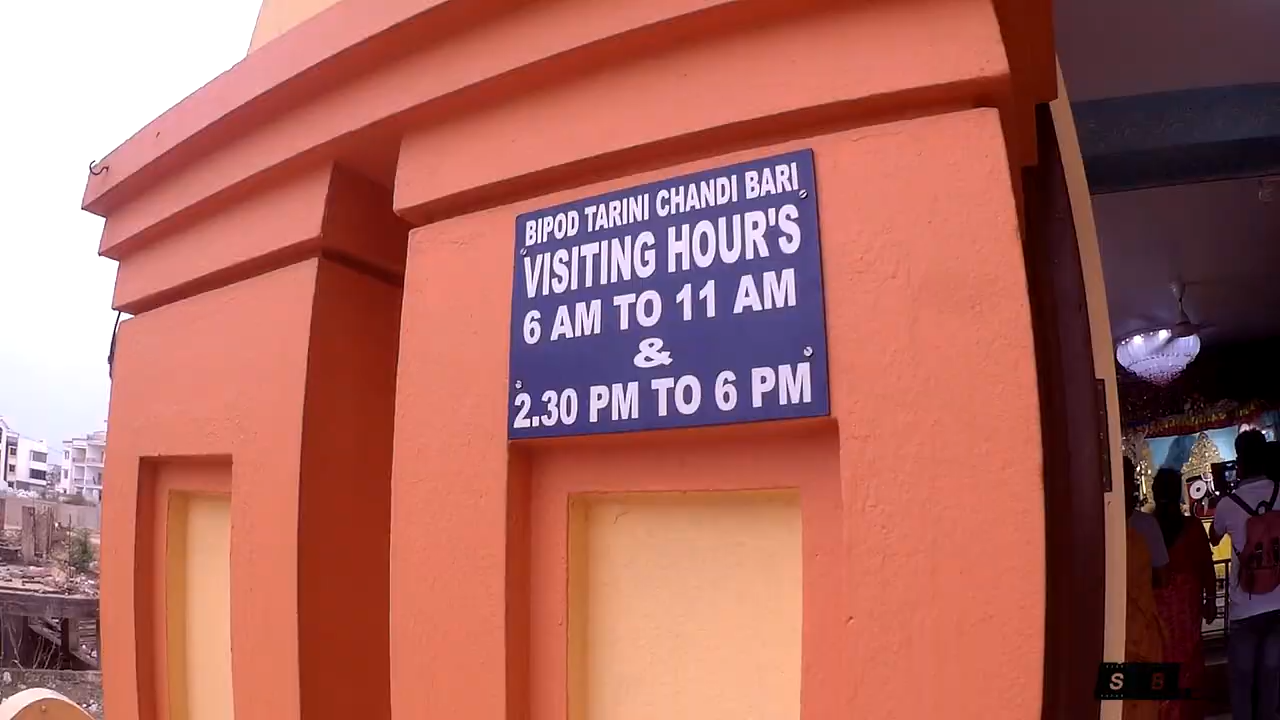 BIPOD TARINI CHANDI BARI
VISITING HOUR'S
6 AM TO 11 AM
&
2.30 PM TO 6 PM
S B